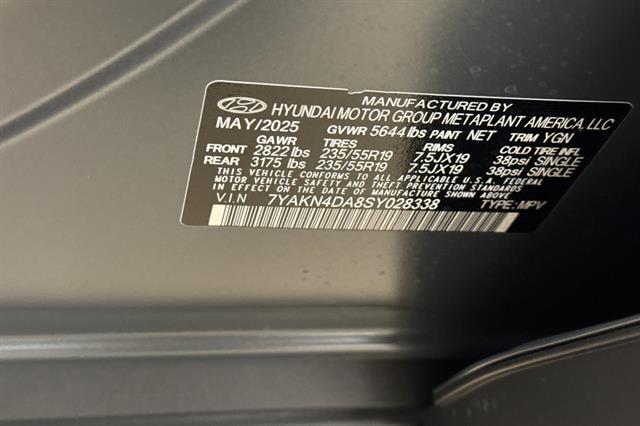 MANUFACTURED BY
HYUNDAI MOTOR GROUP METAPLANT AMERICA, LLC
MAY/2025 GVWR 5644 lbs PAINT NET TRIM YGN
GAWR TIRES RIMS COLD TIRE INFL
FRONT 2822 lbs 235/55R19 7.5JX19 38psi SINGLE
REAR 3175 lbs 235/55R19 7.5JX19 38psi SINGLE
THIS VEHICLE CONFORMS TO ALL APPLICABLE U.S.A FEDERAL
MOTOR VEHICLE SAFETY, BUMPER, AND THEFT PREVENTION STANDARDS
IN EFFECT ON THE DATE OF MANUFACTURE SHOWN ABOVE.
V.I.N 7YAKN4DA8SY028338
TYPE: MPV